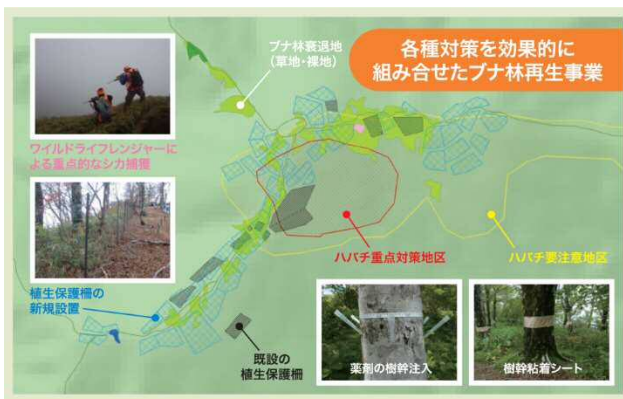 各種対策を効果的に
組み合せたブナ林再生事業
ブナ林衰退地
(草地・裸地)
ワイルドライフレンジャーに
よる重点的なシカ捕獲
植生保護柵の
新規設置
既設の
植生保護柵
ハバチ重点対策地区
ハバチ要注意地区
薬剤の樹幹注入
樹幹粘着シート